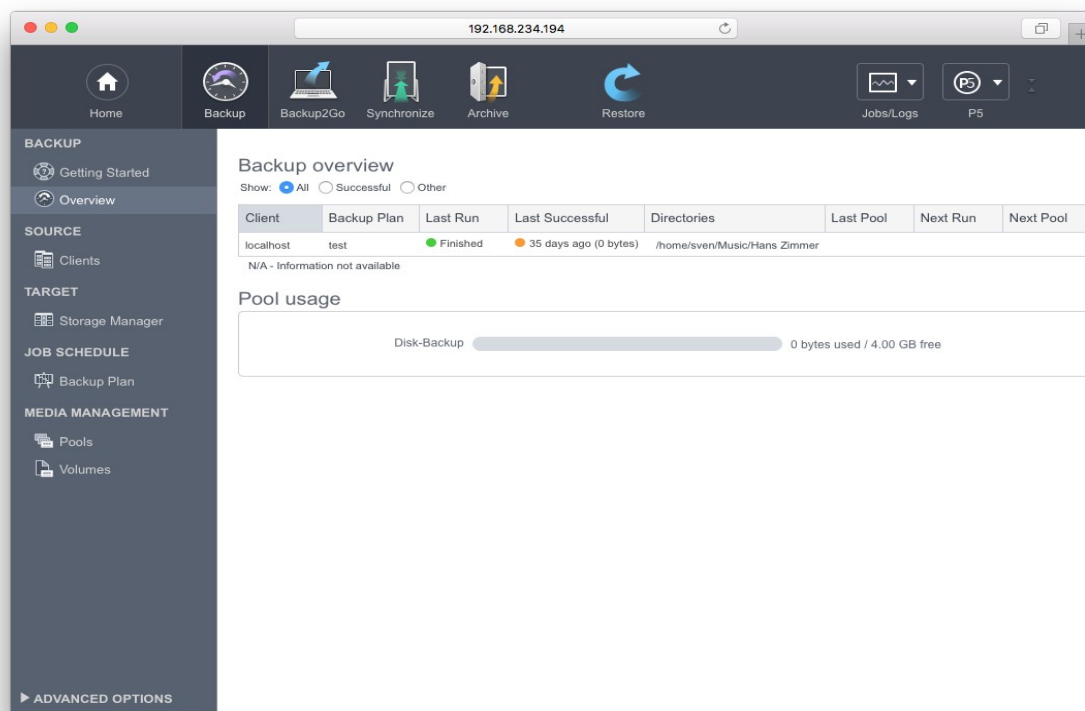 192.168.234.194
Home Backup Backup2Go Synchronize Archive Restore Jobs/Logs P5 P5
BACKUP
Getting Started
Overview
SOURCE
Clients
TARGET
Storage Manager
JOB SCHEDULE
Backup Plan
MEDIA MANAGEMENT
Pools
Volumes
ADVANCED OPTIONS
Backup overview
Show: All Successful Other
Client Backup Plan Last Run Last Successful Directories Last Pool Next Run Next Pool
localhost test Finished 35 days ago (0 bytes) /home/sven/Music/Hans Zimmer
N/A - Information not available
Pool usage
Disk-Backup 0 bytes used / 4.00 GB free